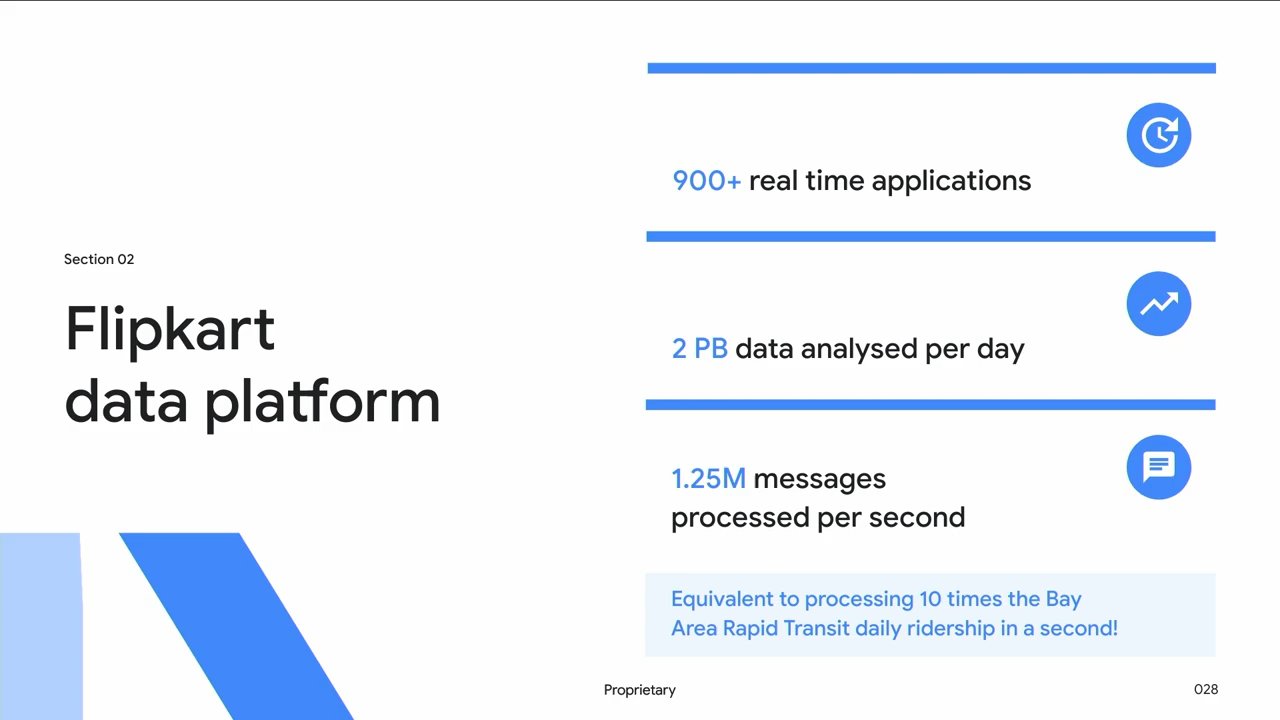 Section 02
Flipkart
data platform
900+ real time applications
2 PB data analysed per day
1.25M messages
processed per second
Equivalent to processing 10 times the Bay
Area Rapid Transit daily ridership in a second!
Proprietary
028